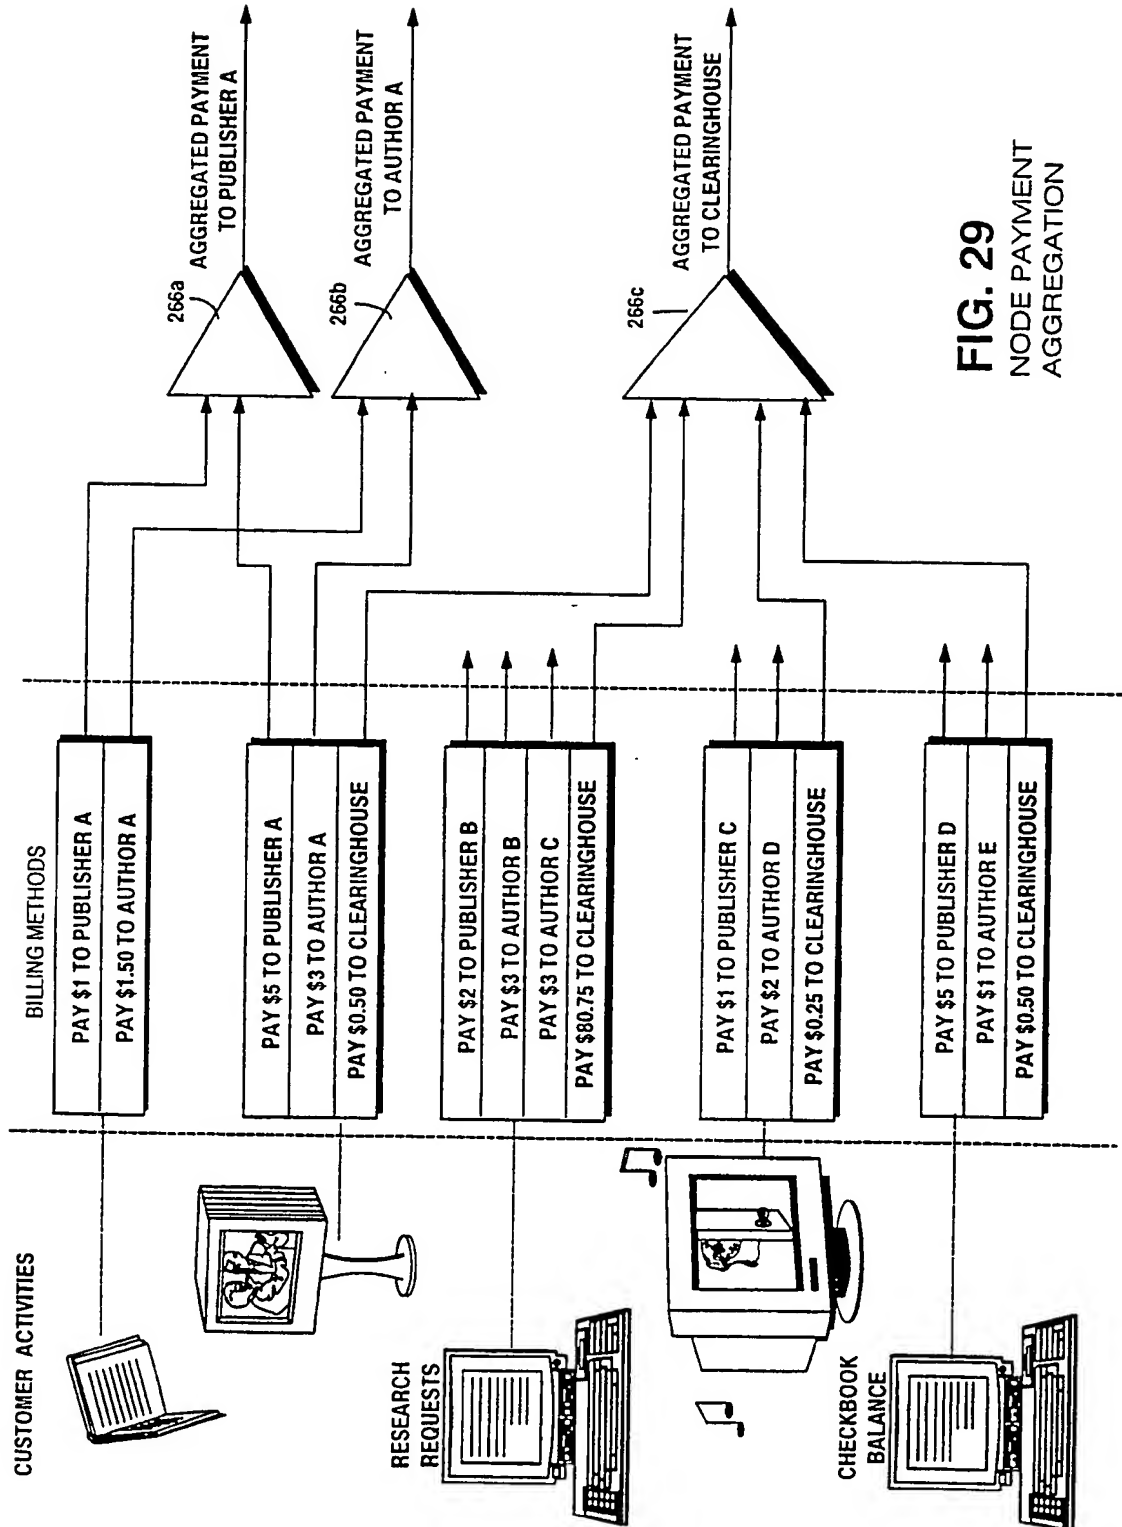 CUSTOMER ACTIVITIES
RESEARCH
REQUESTS
CHECKBOOK
BALANCE
BILLING METHODS
PAY $1 TO PUBLISHER A
PAY $1.50 TO AUTHOR A
PAY $5 TO PUBLISHER A
PAY $3 TO AUTHOR A
PAY $0.50 TO CLEARINGHOUSE
PAY $2 TO PUBLISHER B
PAY $3 TO AUTHOR B
PAY $3 TO AUTHOR C
PAY $80.75 TO CLEARINGHOUSE
PAY $1 TO PUBLISHER C
PAY $2 TO AUTHOR D
PAY $0.25 TO CLEARINGHOUSE
PAY $5 TO PUBLISHER D
PAY $1 TO AUTHOR E
PAY $0.50 TO CLEARINGHOUSE
266a
AGGREGATED PAYMENT
TO PUBLISHER A
266b
AGGREGATED PAYMENT
TO AUTHOR A
266c
AGGREGATED PAYMENT
TO CLEARINGHOUSE
FIG. 29
NODE PAYMENT
AGGREGATION